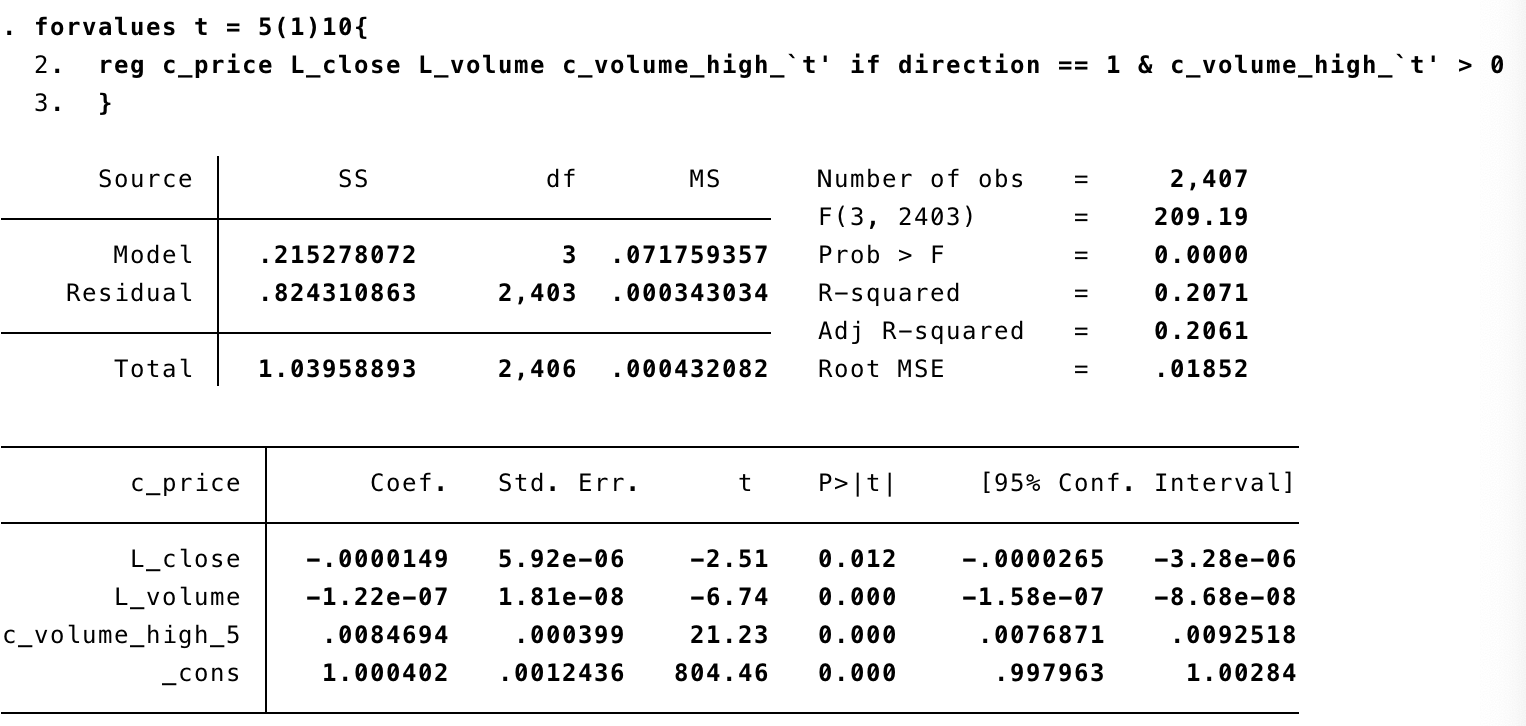 . forvalues t = 5(1)10{
  2.  reg c_price L_close L_volume c_volume_high_`t' if direction == 1 & c_volume_high_`t' > 0
  3.  }
Source | SS df MS Number of obs = 2,407
F(3, 2403) = 209.19
Model | .215278072 3 .071759357 Prob > F = 0.0000
Residual | .824310863 2,403 .000343034 R-squared = 0.2071
Adj R-squared = 0.2061
Total | 1.03958893 2,406 .000432082 Root MSE = .01852
c_price | Coef. Std. Err. t P>|t| [95% Conf. Interval]
L_close | -.0000149 5.92e-06 -2.51 0.012 -.0000265 -3.28e-06
L_volume | -1.22e-07 1.81e-08 -6.74 0.000 -1.58e-07 -8.68e-08
c_volume_high_5 | .0084694 .000399 21.23 0.000 .0076871 .0092518
_cons | 1.000402 .0012436 804.46 0.000 .997963 1.00284